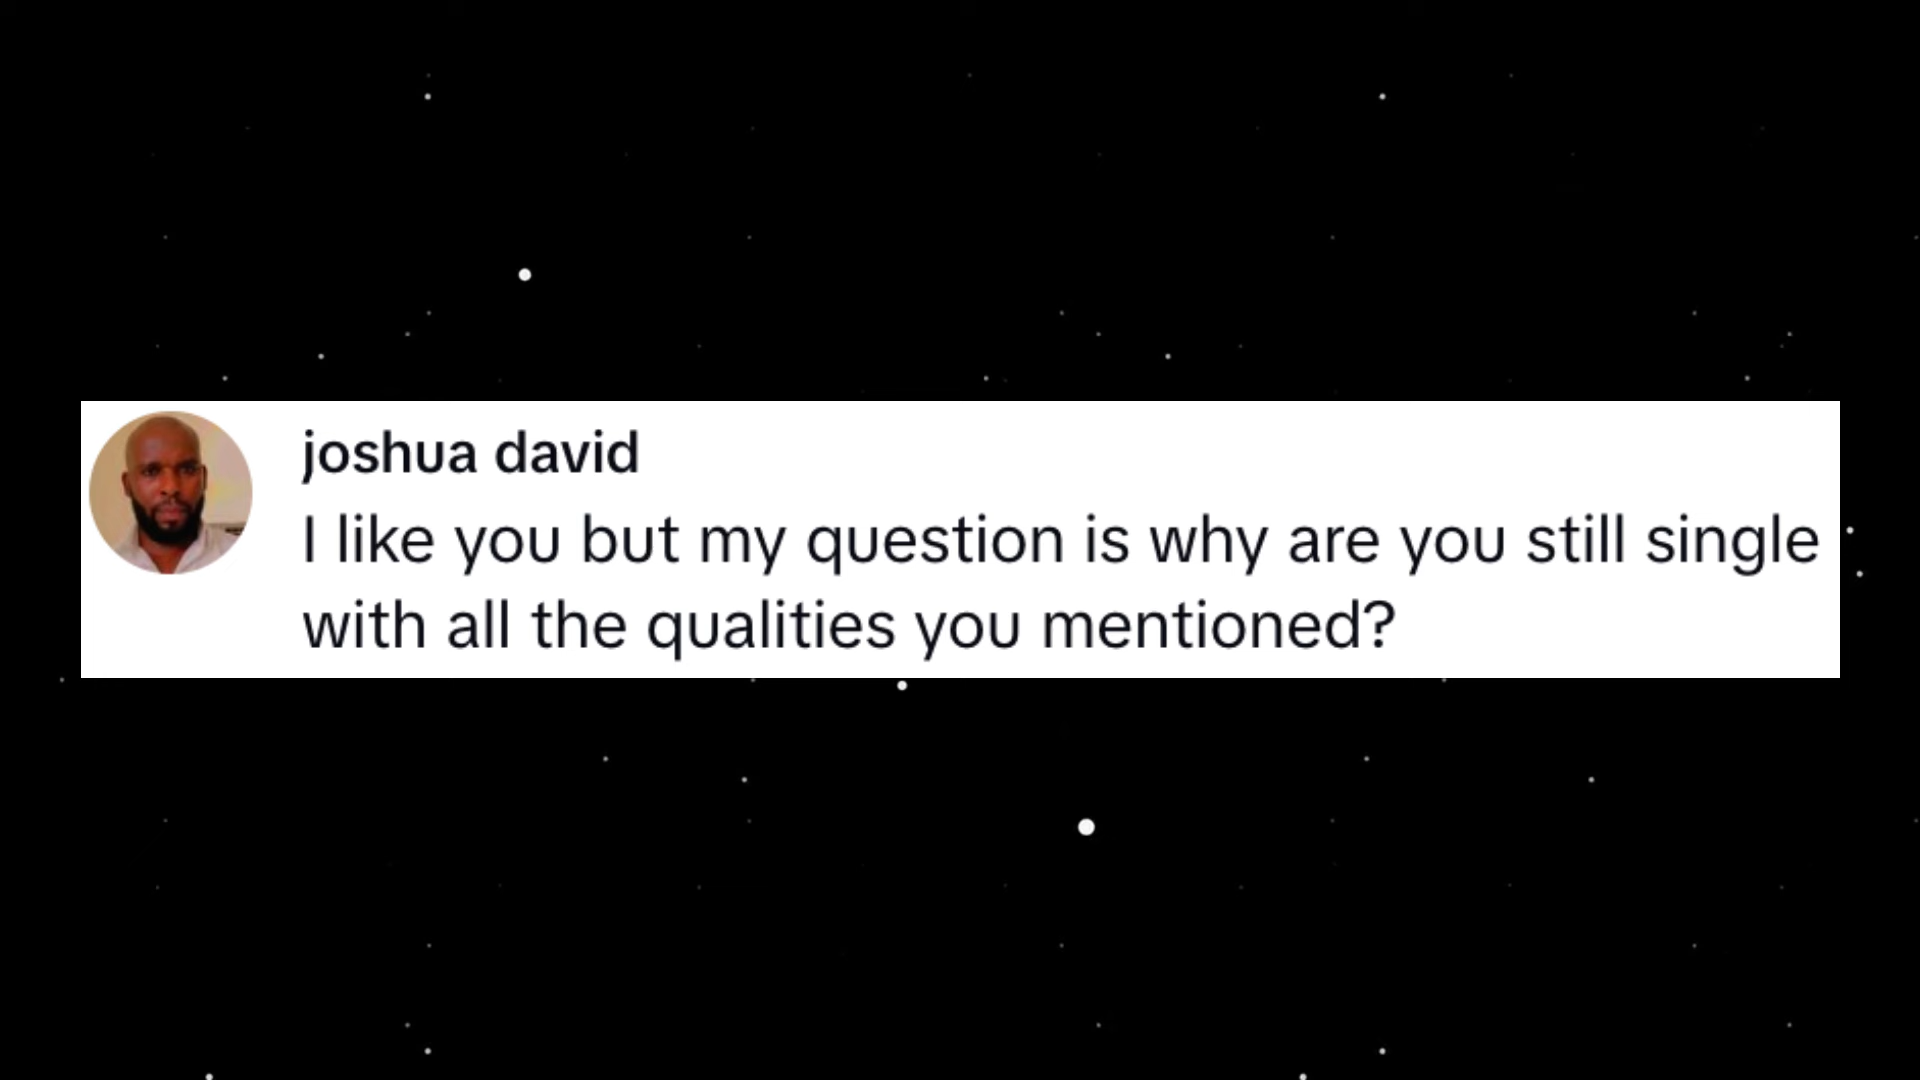 joshua david
I like you but my question is why are you still single
with all the qualities you mentioned?